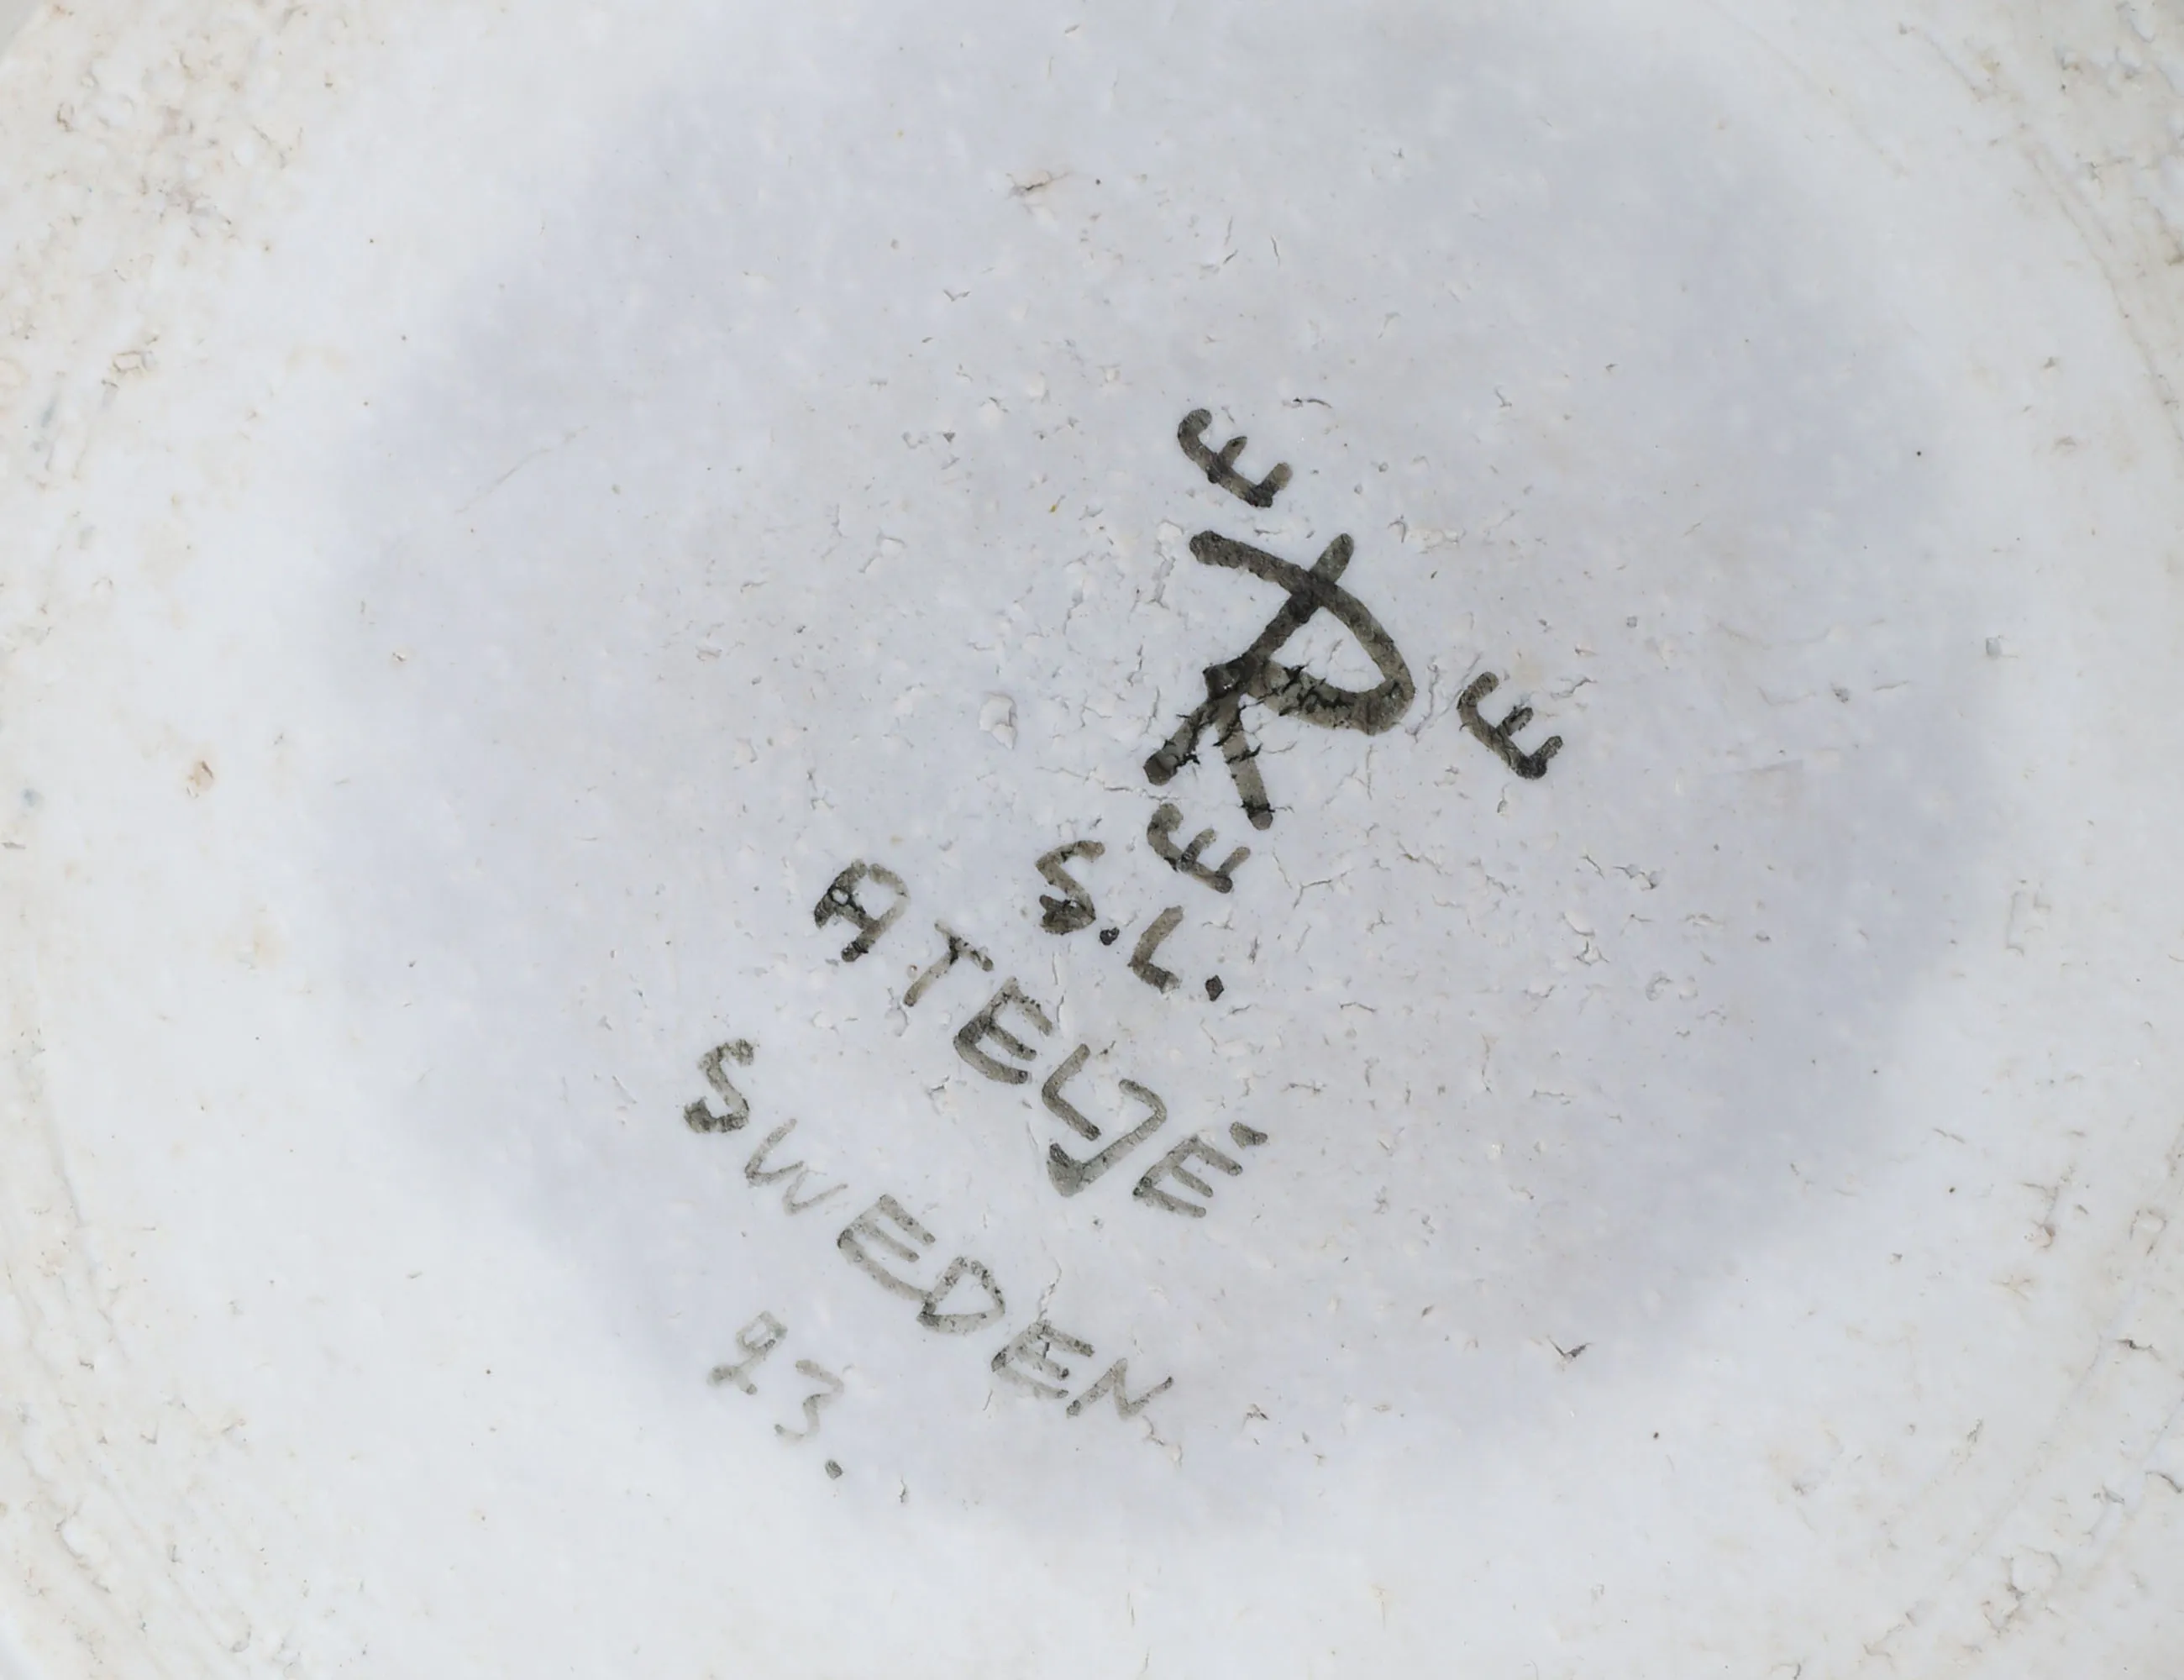 E
R E
E
S.L.
ATELJÉ
SWEDEN
93.